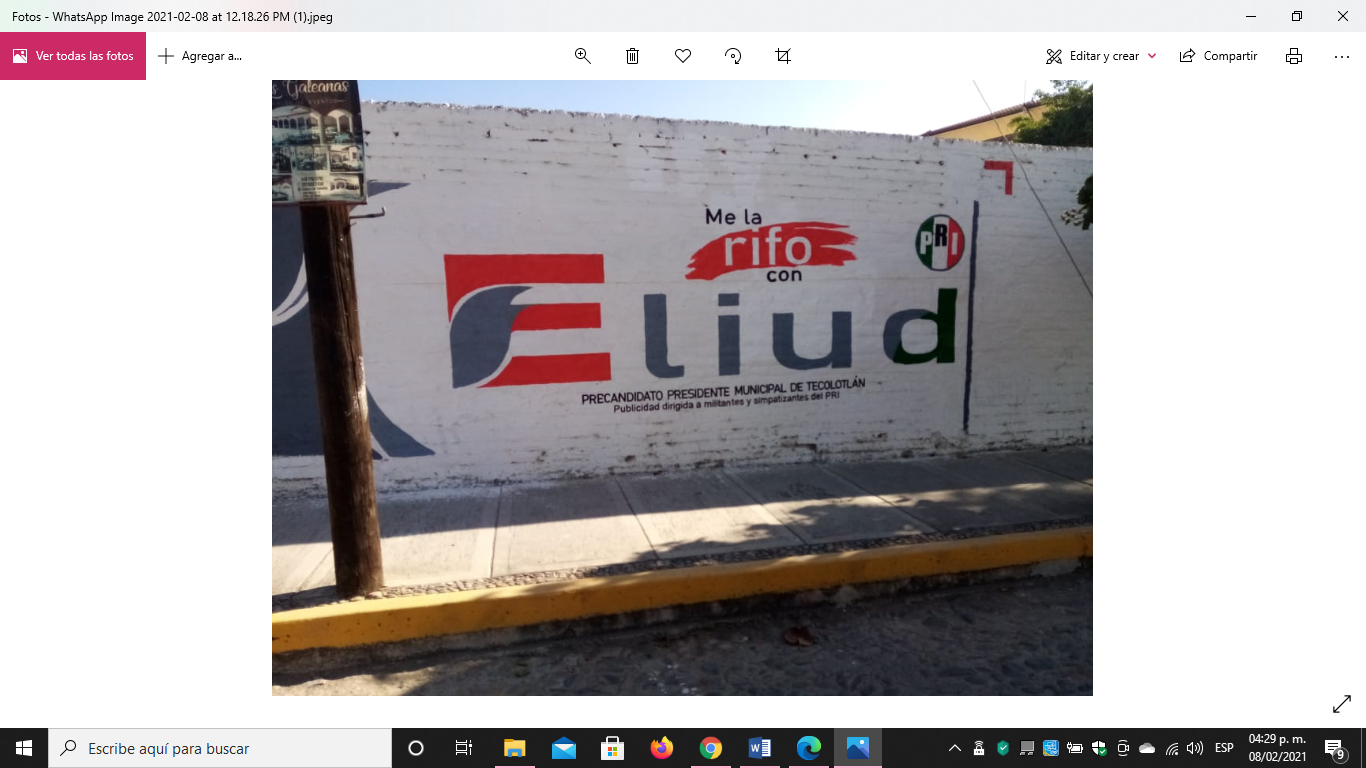 Fotos - WhatsApp Image 2021-02-08 at 12.18.26 PM (1).jpeg
Ver todas las fotos
Agregar a...
Editar y crear
Compartir
Galeanas
Me la
rifo
con
PRI
Eliud
PRECANDIDATO PRESIDENTE MUNICIPAL DE TECOLOTLÁN
Publicidad dirigida a militantes y simpatizantes del PRI
Escribe aquí para buscar
ESP
04:29 p. m.
08/02/2021
9